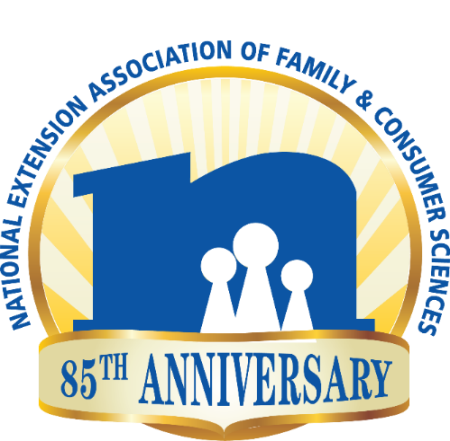 NATIONAL EXTENSION ASSOCIATION OF FAMILY & CONSUMER SCIENCES
n
85TH ANNIVERSARY